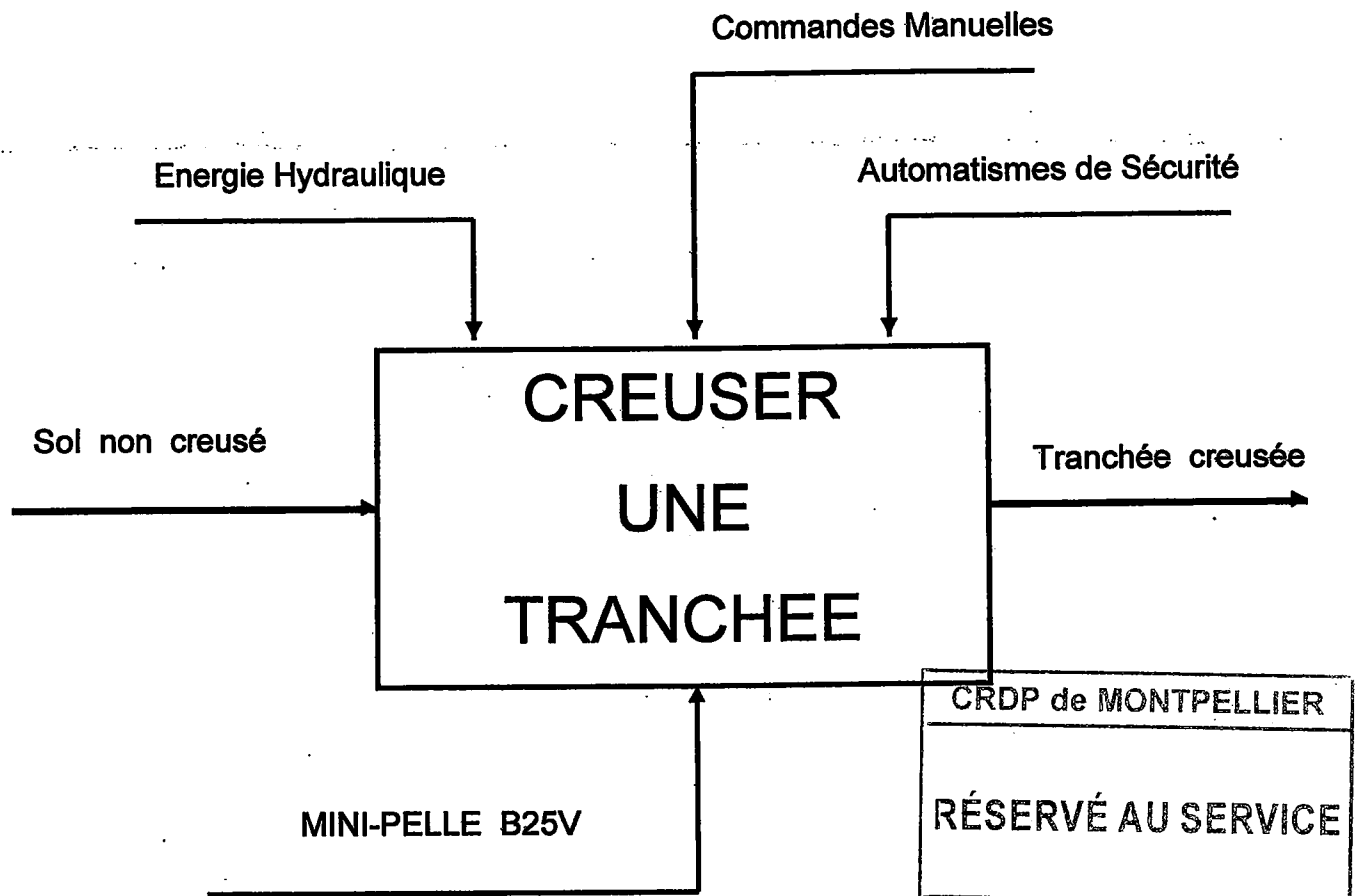 Commandes Manuelles
Energie Hydraulique
Automatismes de Sécurité
CREUSER
UNE
TRANCHEE
Sol non creusé
Tranchée creusée
MINI-PELLE B25V
CRDP de MONTPELLIER
RÉSERVÉ AU SERVICE